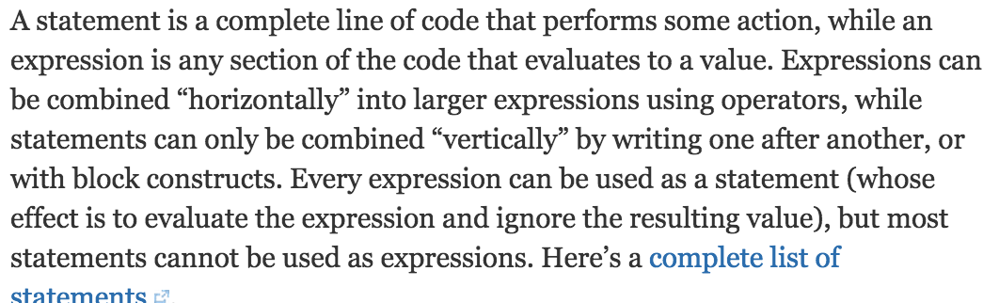 A statement is a complete line of code that performs some action, while an
expression is any section of the code that evaluates to a value. Expressions can
be combined “horizontally” into larger expressions using operators, while
statements can only be combined “vertically” by writing one after another, or
with block constructs. Every expression can be used as a statement (whose
effect is to evaluate the expression and ignore the resulting value), but most
statements cannot be used as expressions. Here’s a complete list of
statements.